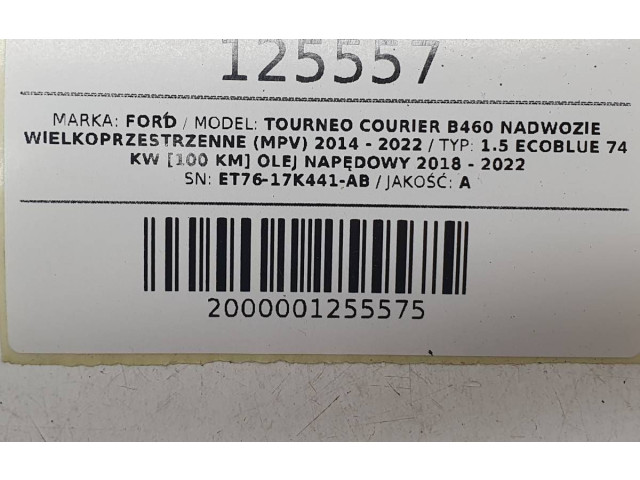 125557
MARKA: FORD / MODEL: TOURNEO COURIER B460 NADWOZIE
WIELKOPRZESTRZENNE (MPV) 2014 - 2022 / TYP: 1.5 ECOBLUE 74
KW [100 KM] OLEJ NAPĘDOWY 2018 - 2022
SN: ET76-17K441-AB / JAKOŚĆ: A
2000001255575